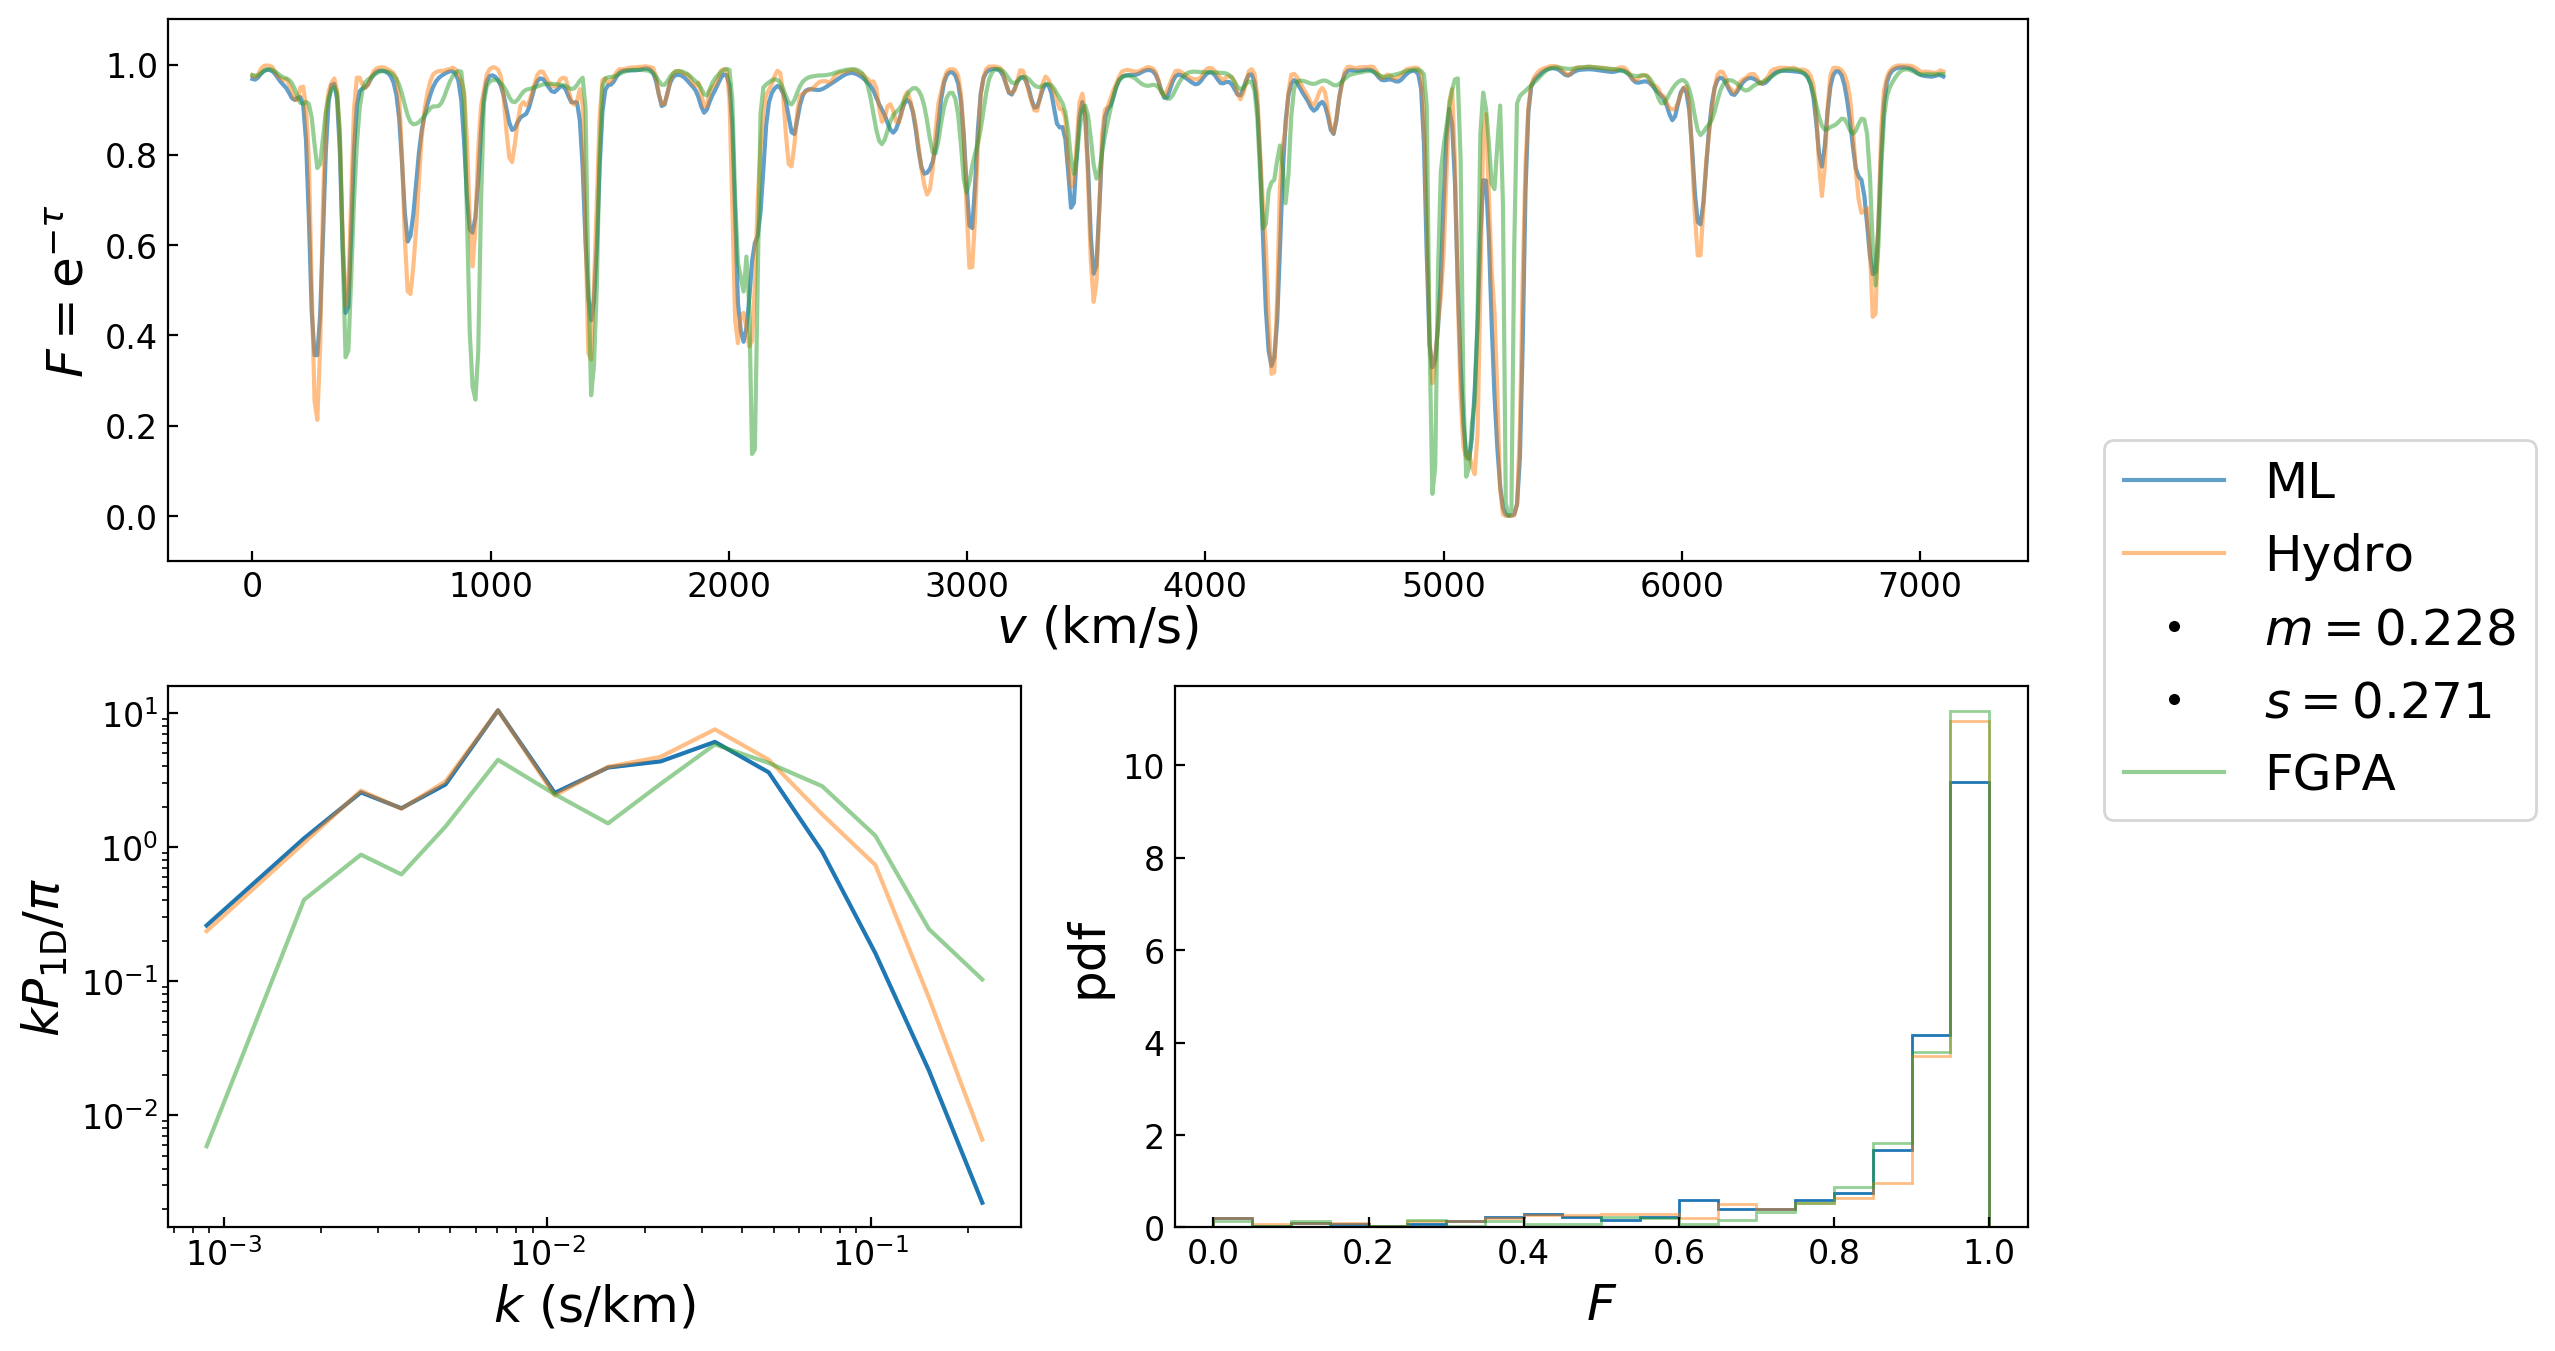 1.0
0.8
0.6
0.4
0.2
0.0
F = e^{−τ}
0 1000 2000 3000 4000 5000 6000 7000
v (km/s)
ML
Hydro
m = 0.228
s = 0.271
FGPA
10^1
10^0
10^{−1}
10^{−2}
kP_{1D}/π
10^{−3} 10^{−2} 10^{−1}
k (s/km)
10
8
6
4
2
0
pdf
0.0 0.2 0.4 0.6 0.8 1.0
F